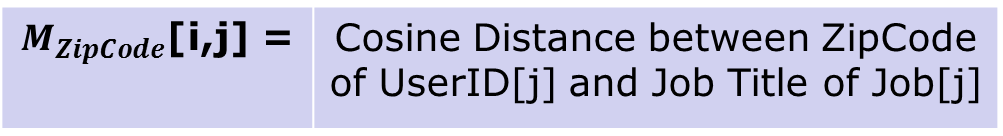 M_ZipCode[i,j] = Cosine Distance between ZipCode
of UserID[j] and Job Title of Job[j]